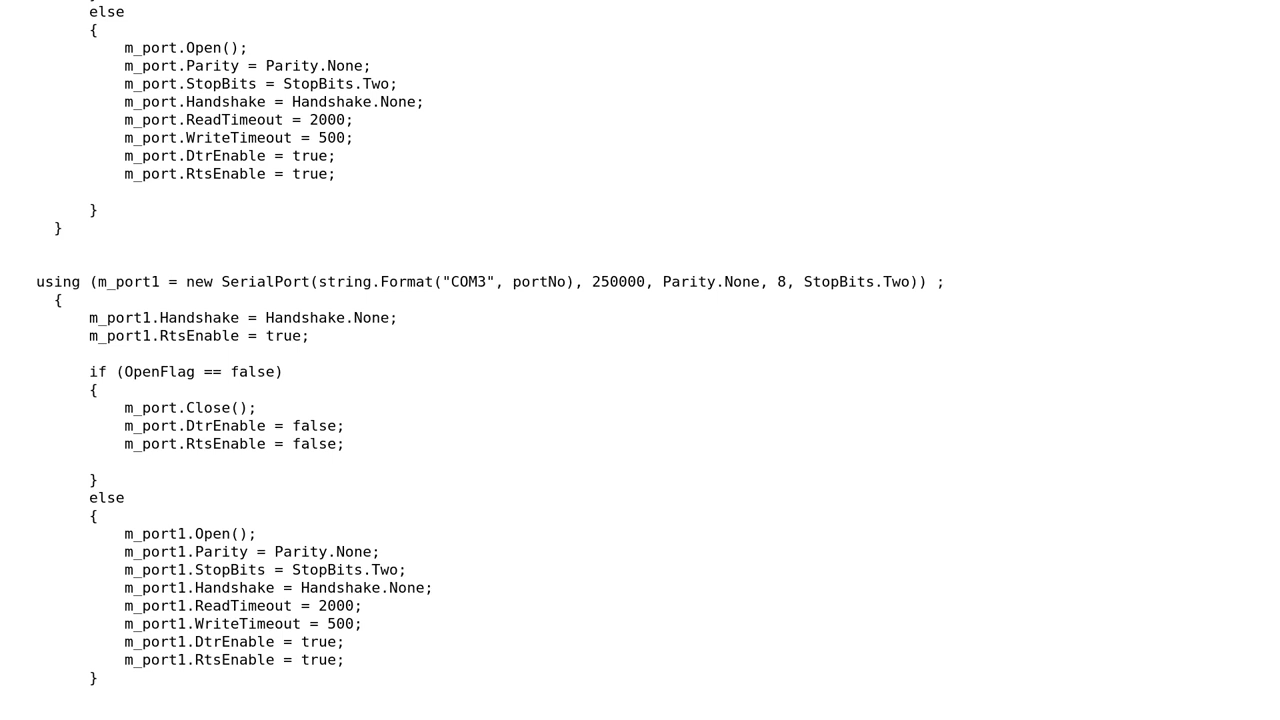 else
{
m_port.Open();
m_port.Parity = Parity.None;
m_port.StopBits = StopBits.Two;
m_port.Handshake = Handshake.None;
m_port.ReadTimeout = 2000;
m_port.WriteTimeout = 500;
m_port.DtrEnable = true;
m_port.RtsEnable = true;
}
}
using (m_port1 = new SerialPort(string.Format("COM3", portNo), 250000, Parity.None, 8, StopBits.Two)) ;
{
m_port1.Handshake = Handshake.None;
m_port1.RtsEnable = true;
if (OpenFlag == false)
{
m_port.Close();
m_port.DtrEnable = false;
m_port.RtsEnable = false;
}
else
{
m_port1.Open();
m_port1.Parity = Parity.None;
m_port1.StopBits = StopBits.Two;
m_port1.Handshake = Handshake.None;
m_port1.ReadTimeout = 2000;
m_port1.WriteTimeout = 500;
m_port1.DtrEnable = true;
m_port1.RtsEnable = true;
}